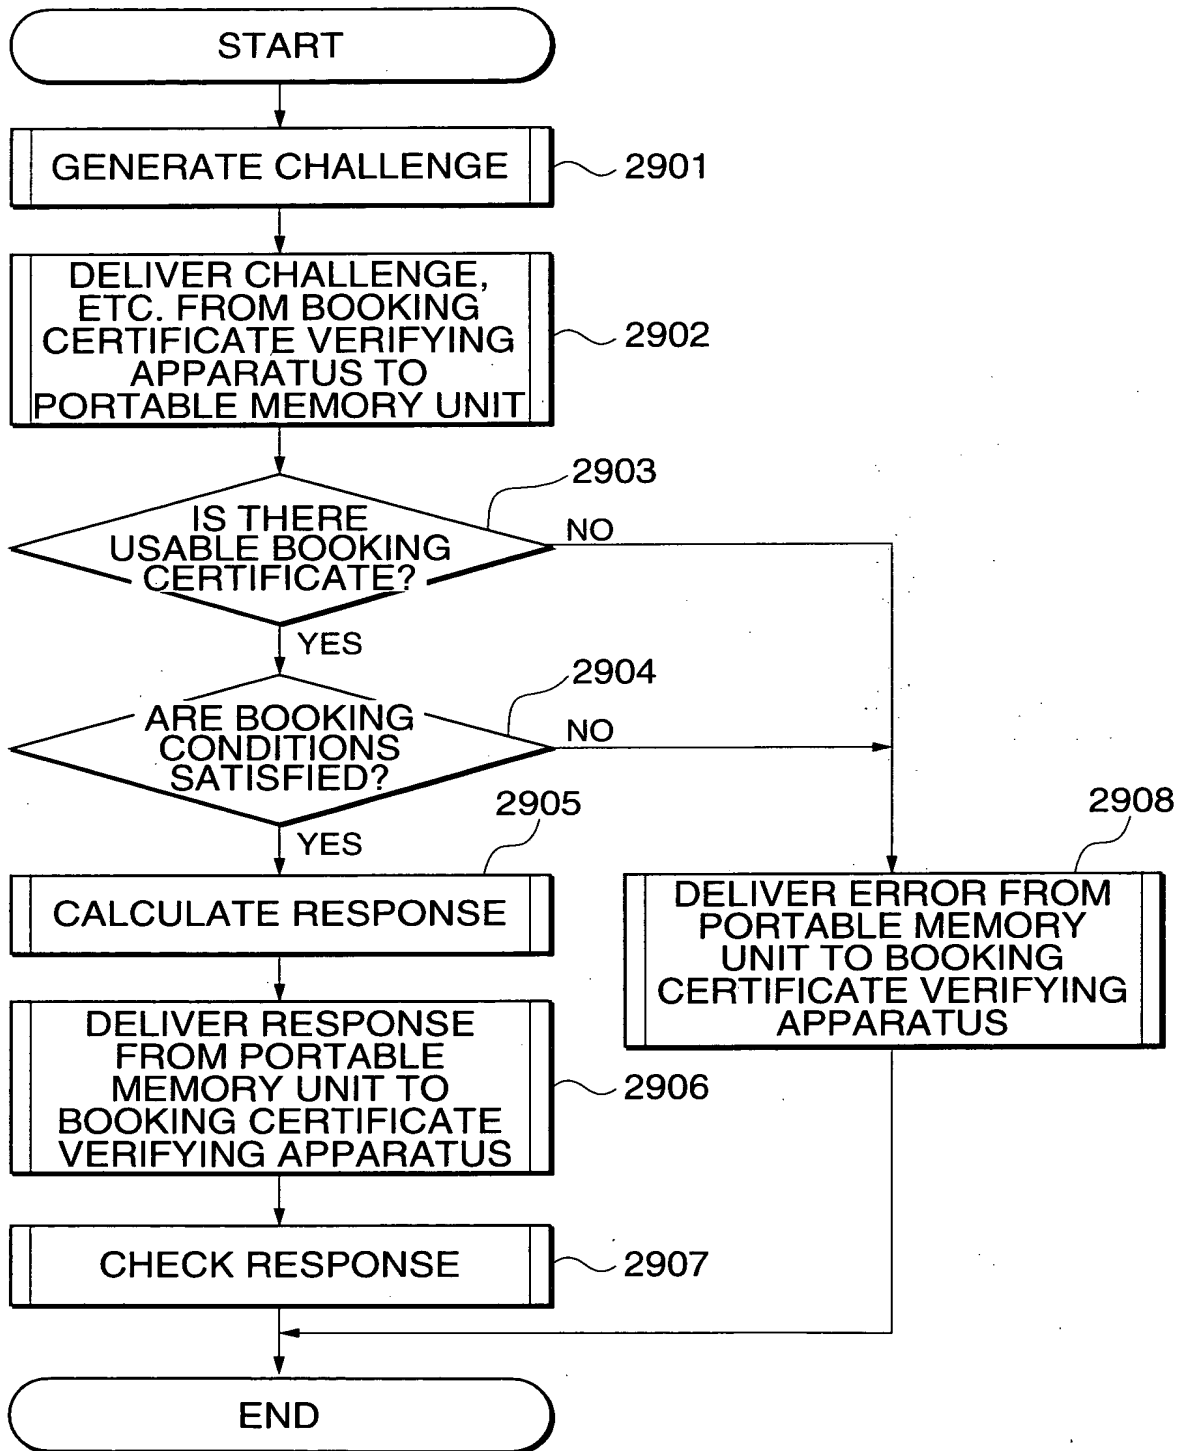 START
GENERATE CHALLENGE
2901
DELIVER CHALLENGE,
ETC. FROM BOOKING
CERTIFICATE VERIFYING
APPARATUS TO
PORTABLE MEMORY UNIT
2902
2903
IS THERE
USABLE BOOKING
CERTIFICATE?
NO
YES
2904
ARE BOOKING
CONDITIONS
SATISFIED?
NO
YES
2905
CALCULATE RESPONSE
2908
DELIVER ERROR FROM
PORTABLE MEMORY
UNIT TO BOOKING
CERTIFICATE VERIFYING
APPARATUS
DELIVER RESPONSE
FROM PORTABLE
MEMORY UNIT TO
BOOKING CERTIFICATE
VERIFYING APPARATUS
2906
CHECK RESPONSE
2907
END